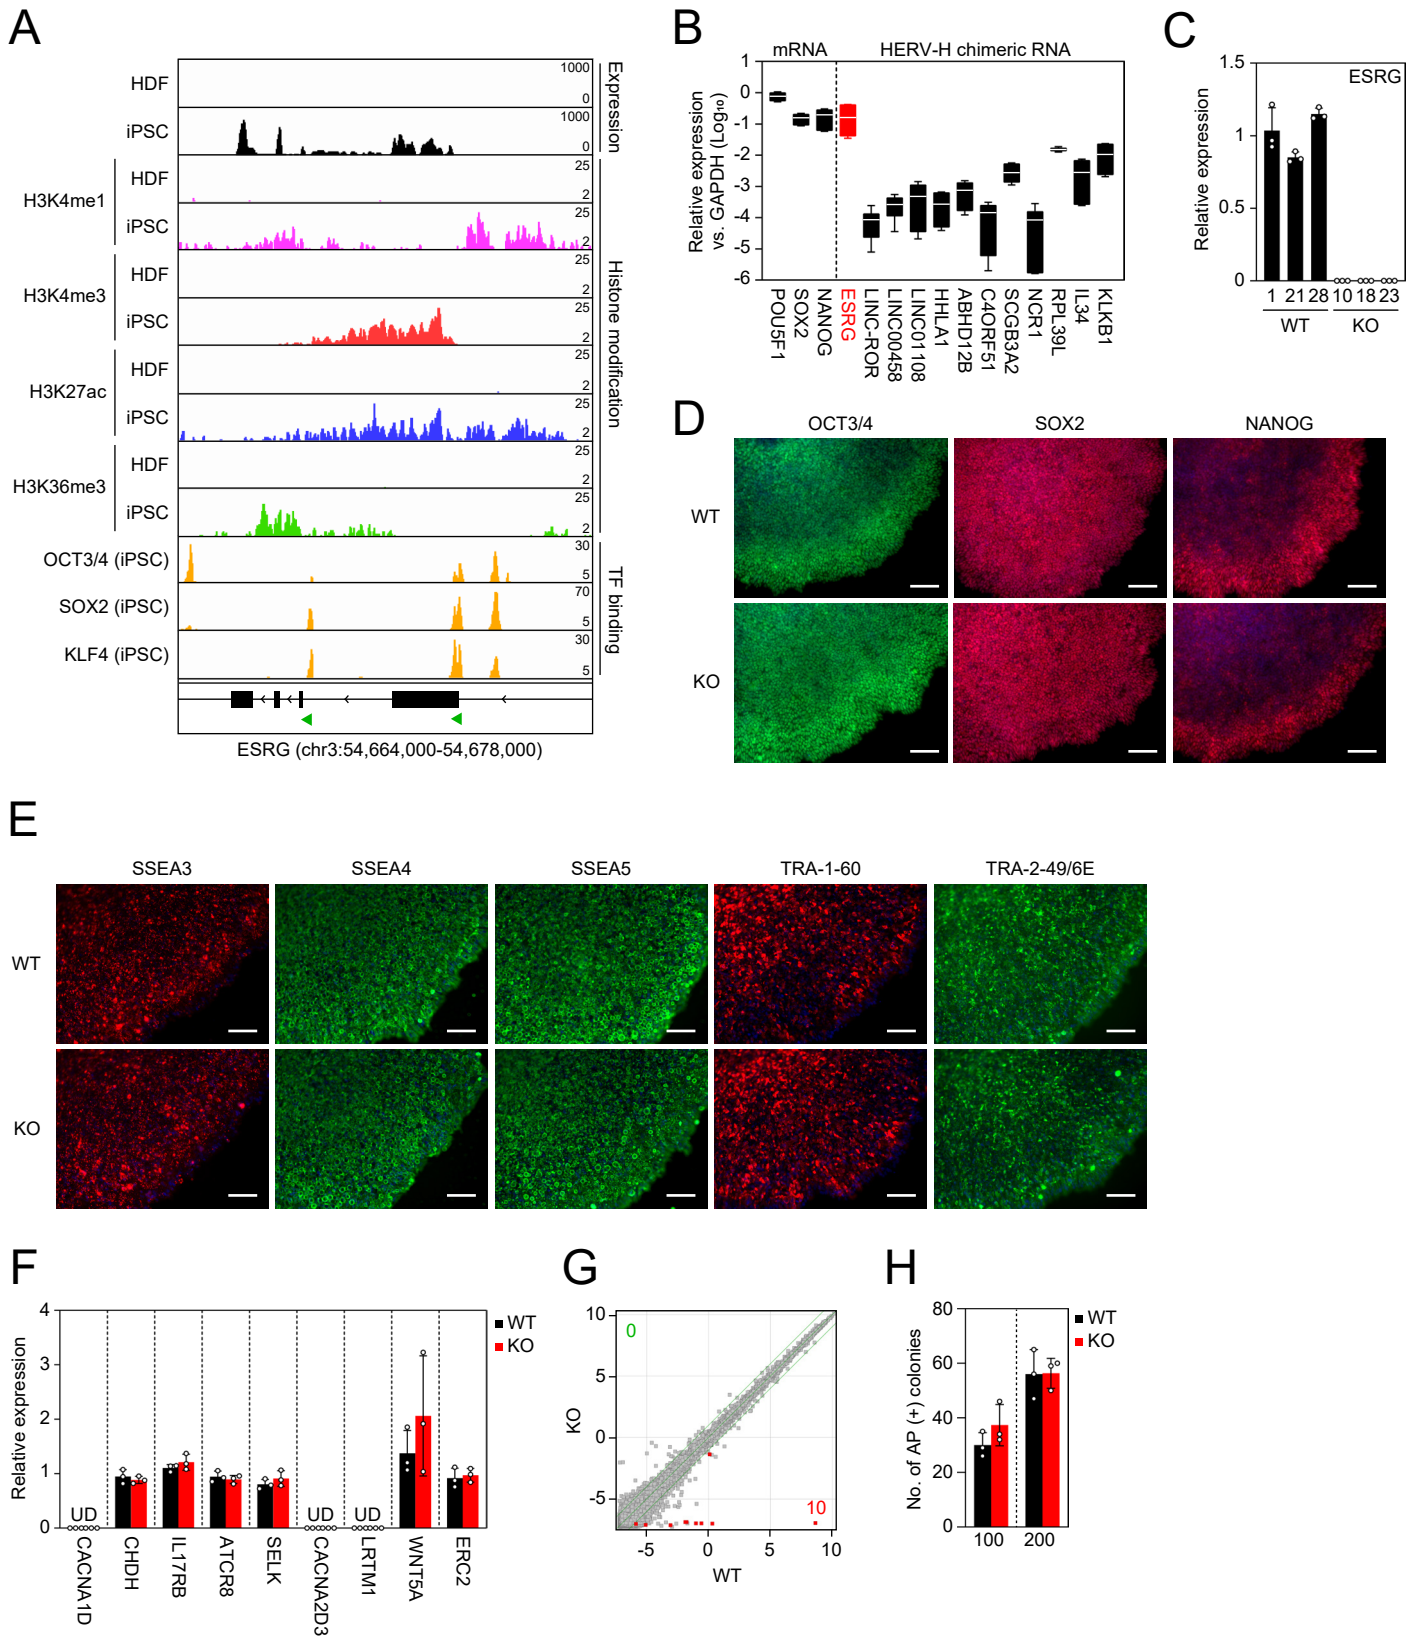 A
HDF
1000
0
iPSC
1000
0
Expression
H3K4me1
HDF
25
2
iPSC
25
2
H3K4me3
HDF
25
2
iPSC
25
2
H3K27ac
HDF
25
2
iPSC
25
2
H3K36me3
HDF
25
2
iPSC
25
2
Histone modification
OCT3/4 (iPSC)
30
5
SOX2 (iPSC)
70
5
KLF4 (iPSC)
30
5
TF binding
ESRG (chr3:54,664,000-54,678,000)
B
mRNA
HERV-H chimeric RNA
Relative expression
vs. GAPDH (Log₁₀)
1
0
-1
-2
-3
-4
-5
-6
POU5F1
SOX2
NANOG
ESRG
LINC-ROR
LINC00458
LINC01108
HHLA1
ABHD12B
C4ORF51
SCGB3A2
NCR1
RPL39L
IL34
KLKB1
C
ESRG
Relative expression
1.5
1
0.5
0
1 21 28 10 18 23
WT KO
D
OCT3/4 SOX2 NANOG
WT
KO
E
SSEA3 SSEA4 SSEA5 TRA-1-60 TRA-2-49/6E
WT
KO
F
Relative expression
4
3
2
1
0
UD UD UD
CACNA1D
CHDH
IL17RB
ATCR8
SELK
CACNA2D3
LRTM1
WNT5A
ERC2
WT
KO
G
KO
10
5
0
-5
0
10
-5 0 5 10
WT
H
No. of AP (+) colonies
80
60
40
20
0
100 200
WT
KO